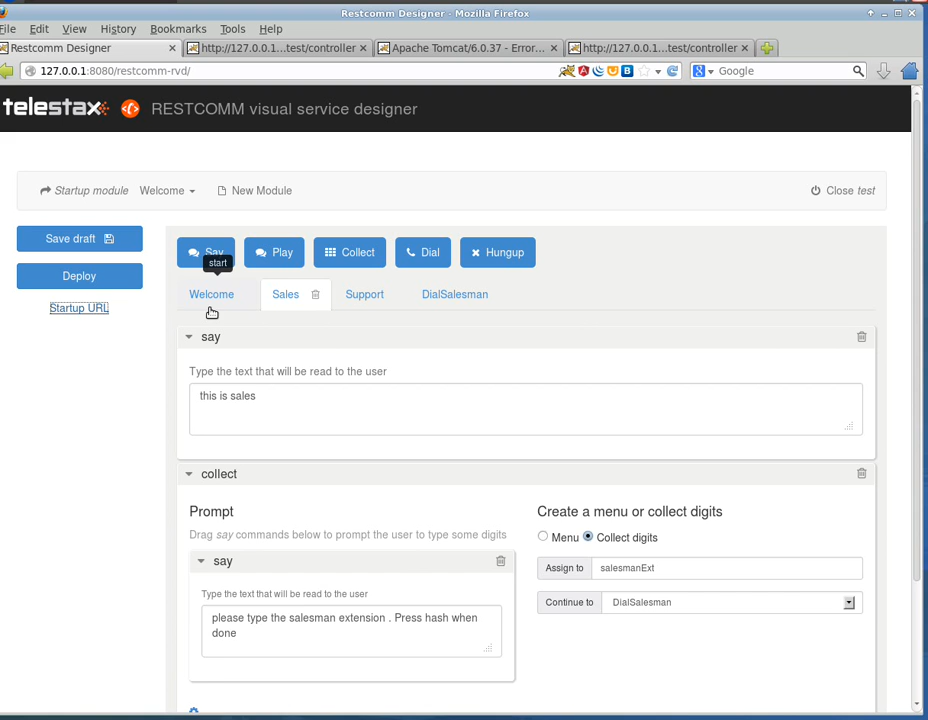 Restcomm Designer - Mozilla Firefox
File Edit View History Bookmarks Tools Help
Restcomm Designer http://127.0.0.1...test/controller Apache Tomcat/6.0.37 - Error... http://127.0.0.1...test/controller
127.0.0.1:8080/restcomm-rvd/ Google
telestax RESTCOMM visual service designer
Startup module Welcome New Module Close test
Save draft
Deploy
Startup URL
Say Play Collect Dial Hungup
start
Welcome Sales Support DialSalesman
say
Type the text that will be read to the user
this is sales
collect
Prompt
Drag say commands below to prompt the user to type some digits
say
Type the text that will be read to the user
please type the salesman extension . Press hash when
done
Create a menu or collect digits
Menu Collect digits
Assign to salesmanExt
Continue to DialSalesman